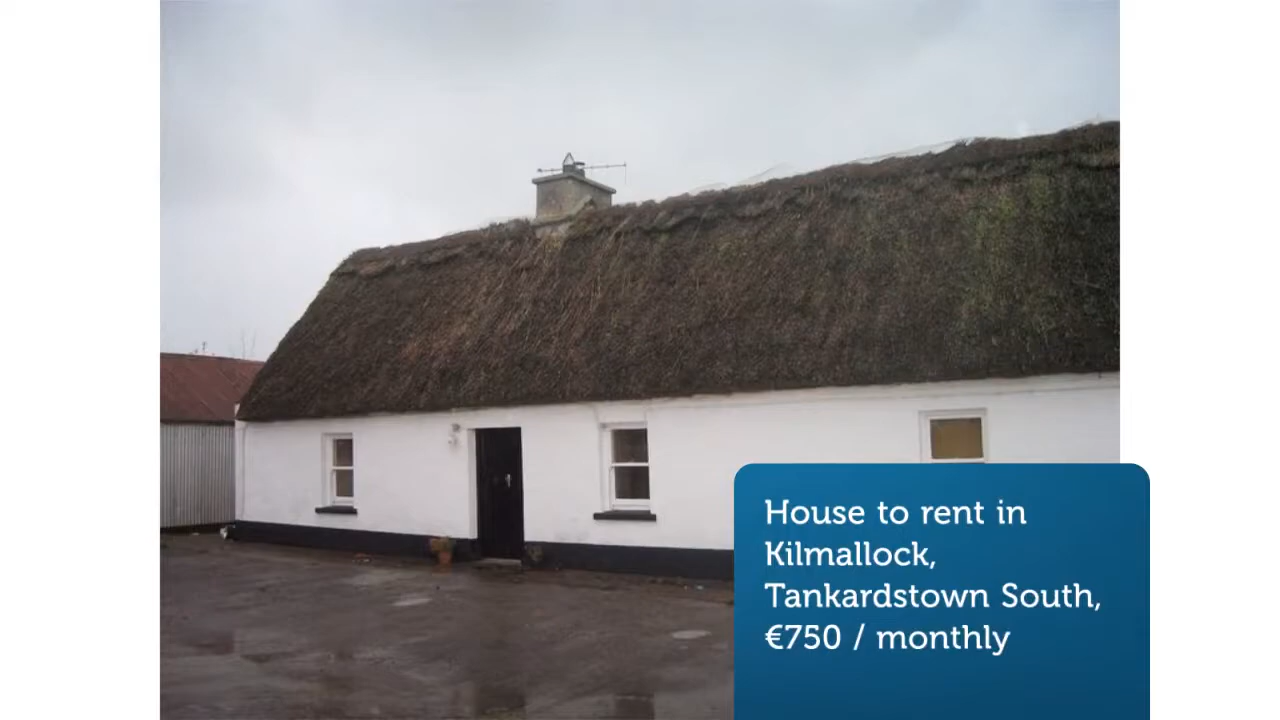 House to rent in
Kilmallock,
Tankardstown South,
€750 / monthly